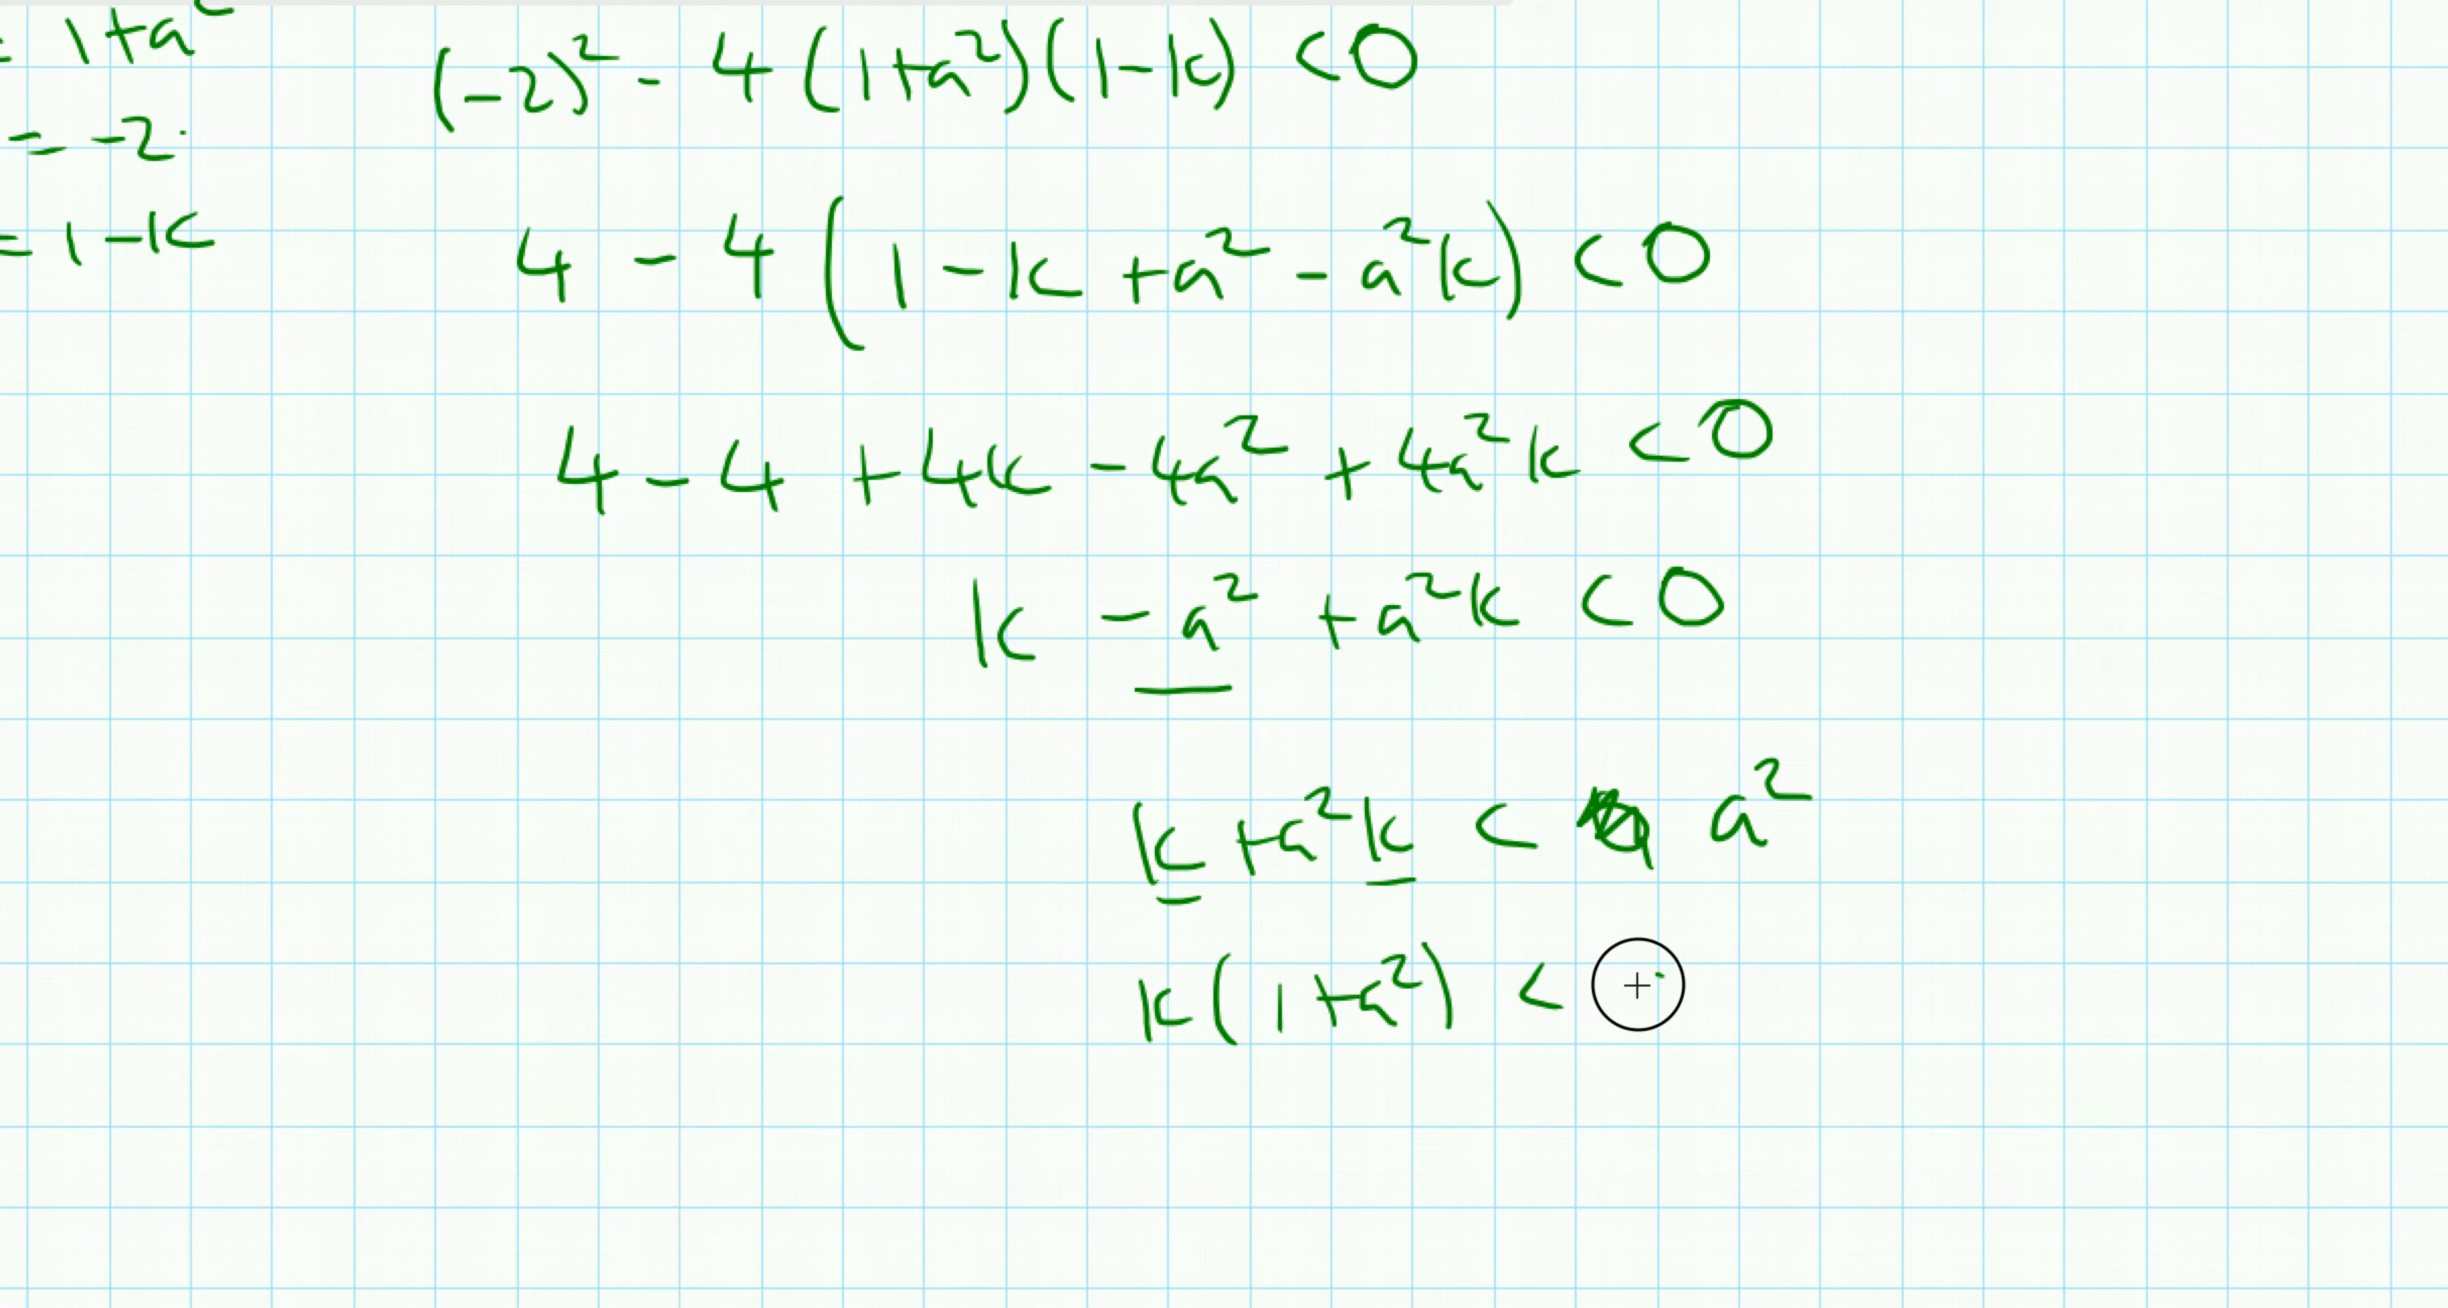 = 1+a²
= -2
= 1-k
(-2)² - 4(1+a²)(1-k) <0
4 - 4(1 - k + a² - a²k) <0
4 - 4 + 4k - 4a² + 4a²k <0
k - a² + a²k <0
k + a²k < a²
k(1+a²) <